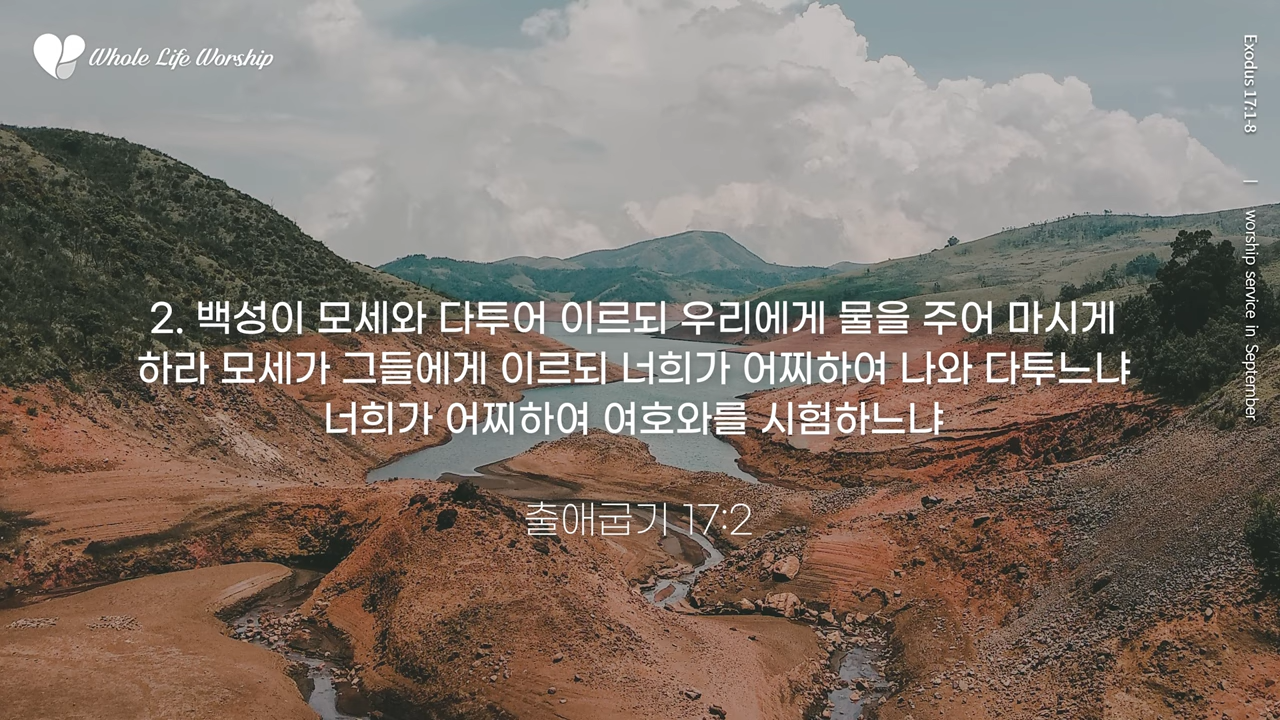 Whole Life Worship
Exodus 17:1-8 | worship service in September
2. 백성이 모세와 다투어 이르되 우리에게 물을 주어 마시게
하라 모세가 그들에게 이르되 너희가 어찌하여 나와 다투느냐
너희가 어찌하여 여호와를 시험하느냐
출애굽기 17:2